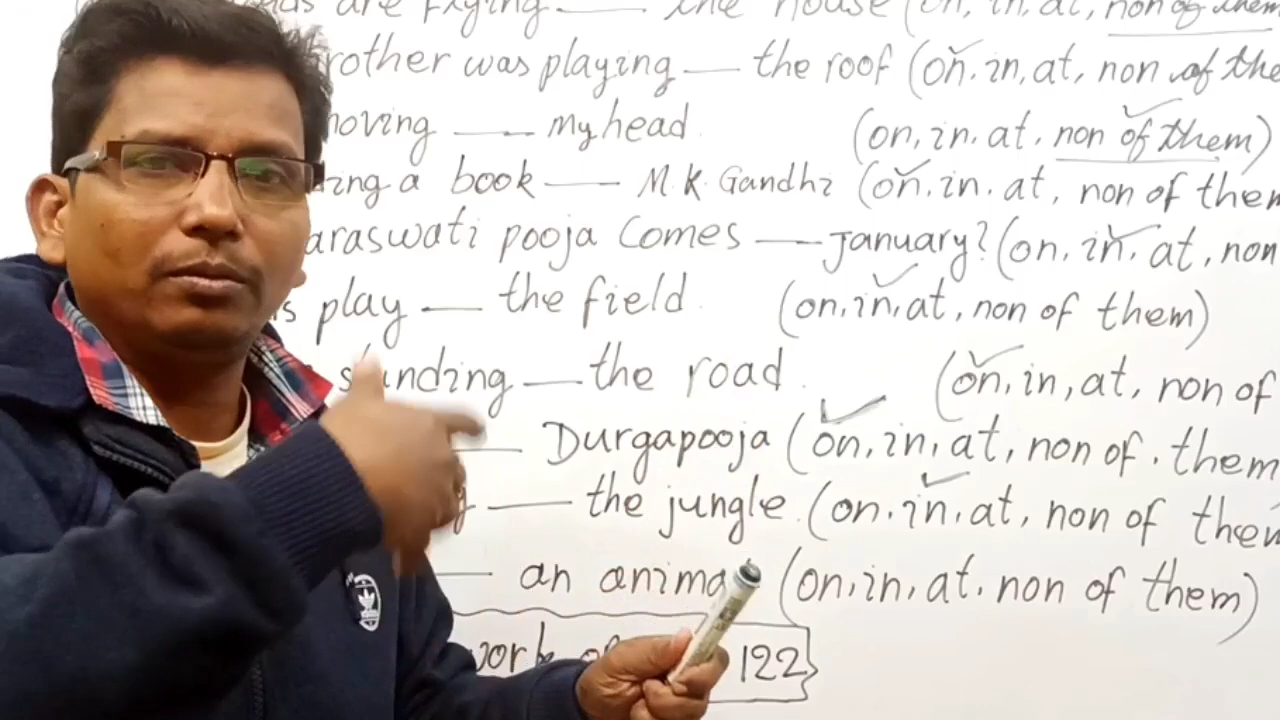 are flying — the house (on, in, at, non of them
rother was playing — the roof (on, in, at, non of the
moving — my head. (on, in, at, non of them)
ding a book — M.K. Gandhi (on, in, at, non of them
araswati pooja Comes — January? (on, in, at, non
play — the field. (on, in, at, non of them)
standing — the road. (on, in, at, non of
— Durgapooja (on, in, at, non of them
— the jungle. (on, in, at, non of them
— an anima (on, in, at, non of them)
work 122